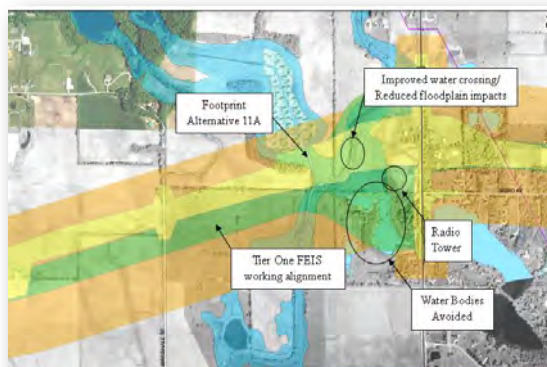 Improved water crossing/
Reduced floodplain impacts
Footprint
Alternative 11A
Radio
Tower
Tier One FEIS
working alignment
Water Bodies
Avoided